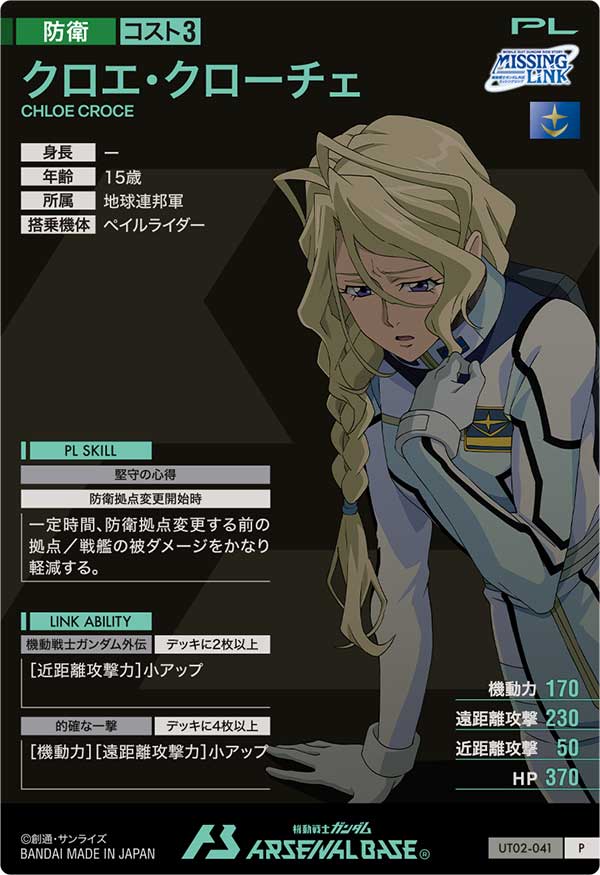 防衛 コスト3 PL
クロエ・クローチェ
CHLOE CROCE
MOBILE SUIT GUNDAM SIDE STORY
MISSING LINK
身長 ー
年齢 15歳
所属 地球連邦軍
搭乗機体 ペイルライダー
PL SKILL
堅守の心得
防衛拠点変更開始時
一定時間、防衛拠点変更する前の
拠点／戦艦の被ダメージをかなり
軽減する。
LINK ABILITY
機動戦士ガンダム外伝 デッキに2枚以上
［近距離攻撃力］小アップ
的確な一撃 デッキに4枚以上
［機動力］［遠距離攻撃力］小アップ
機動力 170
遠距離攻撃 230
近距離攻撃 50
HP 370
©創通・サンライズ
BANDAI MADE IN JAPAN
機動戦士ガンダム
ARSENAL BASE®
UT02-041 P